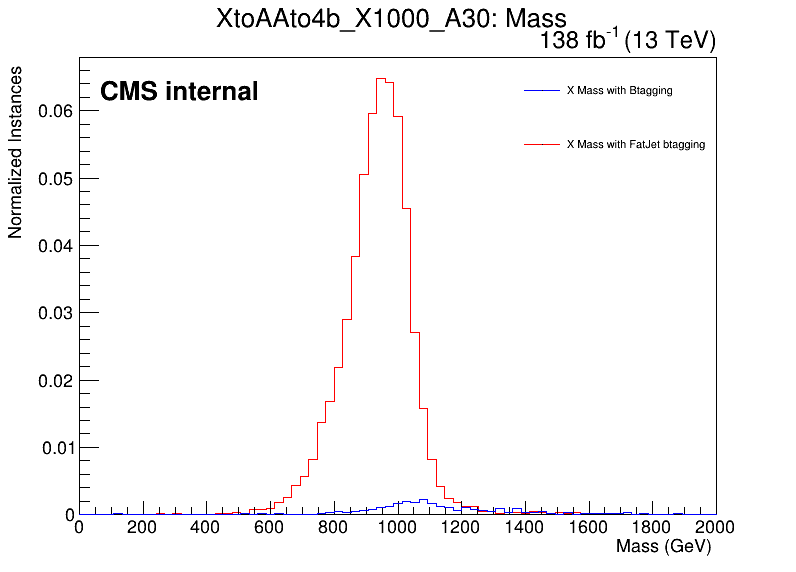 XtoAAto4b_X1000_A30: Mass
138 fb-1 (13 TeV)
CMS internal
X Mass with Btagging
X Mass with FatJet btagging
Normalized Instances
0.06
0.05
0.04
0.03
0.02
0.01
0
0 200 400 600 800 1000 1200 1400 1600 1800 2000
Mass (GeV)